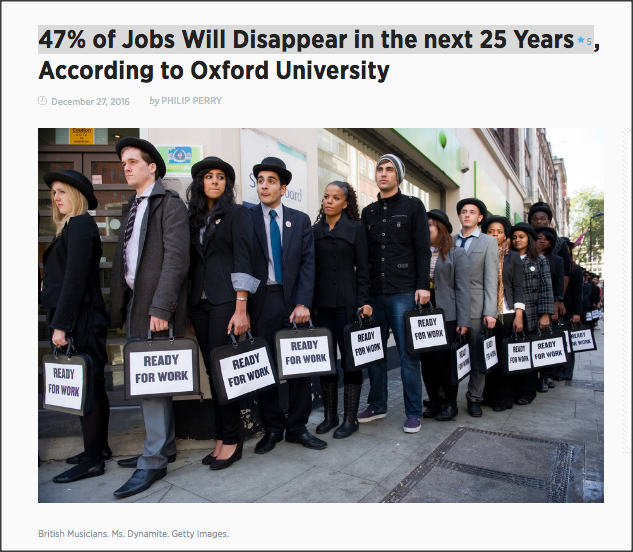 47% of Jobs Will Disappear in the next 25 Years ★ 5,
According to Oxford University
December 27, 2016 by PHILIP PERRY
Caution
READY
FOR WORK
READY
FOR WORK
READY
FOR WORK
READY
FOR WORK
READY
FOR WORK
READY
FOR WORK
READY
FOR WORK
READY
FOR WORK
READY
FOR WORK
READY
FOR WORK
British Musicians. Ms. Dynamite. Getty Images.